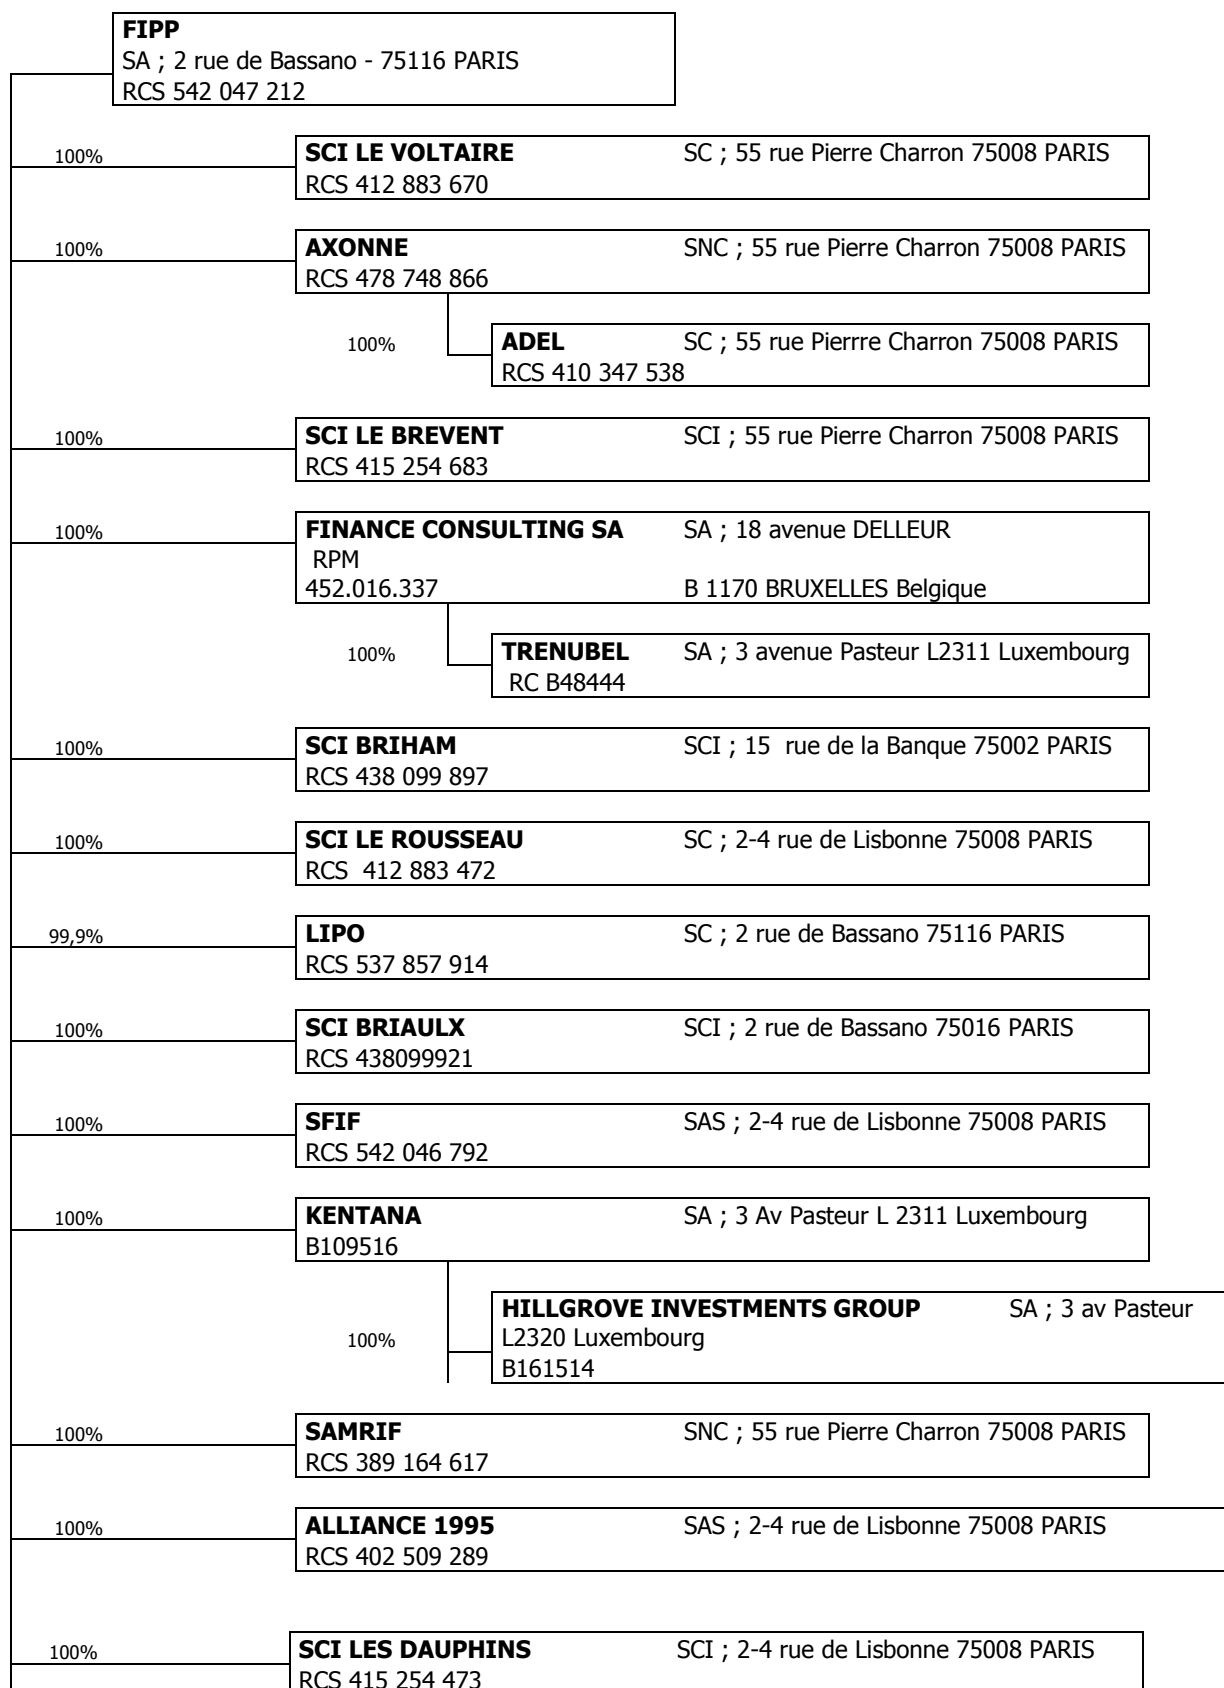 FIPP
SA ; 2 rue de Bassano - 75116 PARIS
RCS 542 047 212
100%
SCI LE VOLTAIRE SC ; 55 rue Pierre Charron 75008 PARIS
RCS 412 883 670
100%
AXONNE SNC ; 55 rue Pierre Charron 75008 PARIS
RCS 478 748 866
100%
ADEL SC ; 55 rue Pierrre Charron 75008 PARIS
RCS 410 347 538
100%
SCI LE BREVENT SCI ; 55 rue Pierre Charron 75008 PARIS
RCS 415 254 683
100%
FINANCE CONSULTING SA SA ; 18 avenue DELLEUR
RPM
452.016.337 B 1170 BRUXELLES Belgique
100%
TRENUBEL SA ; 3 avenue Pasteur L2311 Luxembourg
RC B48444
100%
SCI BRIHAM SCI ; 15 rue de la Banque 75002 PARIS
RCS 438 099 897
100%
SCI LE ROUSSEAU SC ; 2-4 rue de Lisbonne 75008 PARIS
RCS 412 883 472
99,9%
LIPO SC ; 2 rue de Bassano 75116 PARIS
RCS 537 857 914
100%
SCI BRIAULX SCI ; 2 rue de Bassano 75016 PARIS
RCS 438099921
100%
SFIF SAS ; 2-4 rue de Lisbonne 75008 PARIS
RCS 542 046 792
100%
KENTANA SA ; 3 Av Pasteur L 2311 Luxembourg
B109516
100%
HILLGROVE INVESTMENTS GROUP SA ; 3 av Pasteur
L2320 Luxembourg
B161514
100%
SAMRIF SNC ; 55 rue Pierre Charron 75008 PARIS
RCS 389 164 617
100%
ALLIANCE 1995 SAS ; 2-4 rue de Lisbonne 75008 PARIS
RCS 402 509 289
100%
SCI LES DAUPHINS SCI ; 2-4 rue de Lisbonne 75008 PARIS
RCS 415 254 473